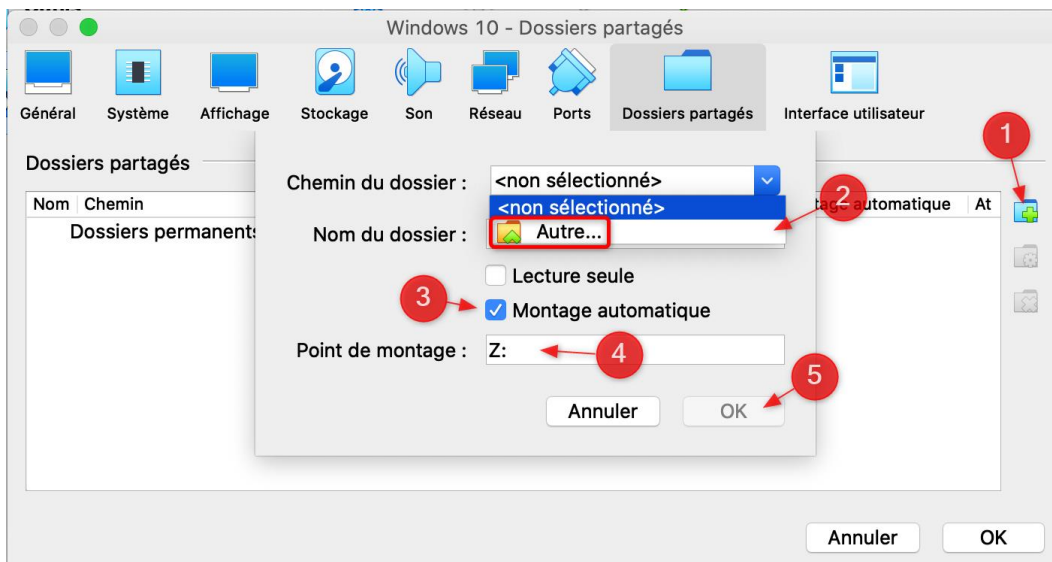 Windows 10 - Dossiers partagés
Général Système Affichage Stockage Son Réseau Ports Dossiers partagés Interface utilisateur
1
Dossiers partagés
Chemin du dossier : <non sélectionné>
<non sélectionné>
2
Nom Chemin automatique At
Dossiers permanents
Nom du dossier : Autre...
Lecture seule
3
Montage automatique
Point de montage : Z:
4
5
Annuler OK
Annuler OK